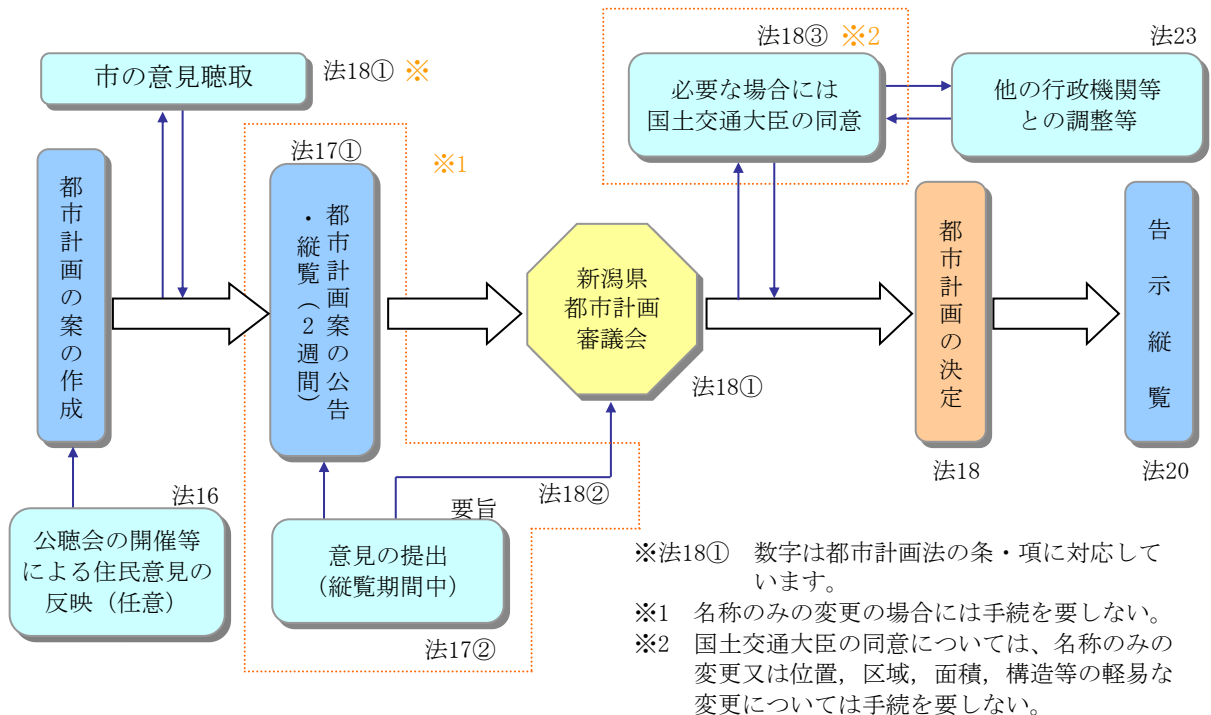 市の意見聴取
法18① ※
都市計画の案の作成
法16
公聴会の開催等
による住民意見の
反映（任意）
法17①
※1
都市計画案の公告
・縦覧（２週間）
要旨
意見の提出
（縦覧期間中）
法17②
法18②
新潟県
都市計画
審議会
法18①
法18③ ※2
必要な場合には
国土交通大臣の同意
法23
他の行政機関等
との調整等
都市計画の決定
法18
告示縦覧
法20
※法18①　数字は都市計画法の条・項に対応して
います。
※1　名称のみの変更の場合には手続を要しない。
※2　国土交通大臣の同意については、名称のみの
変更又は位置，区域，面積，構造等の軽易な
変更については手続を要しない。